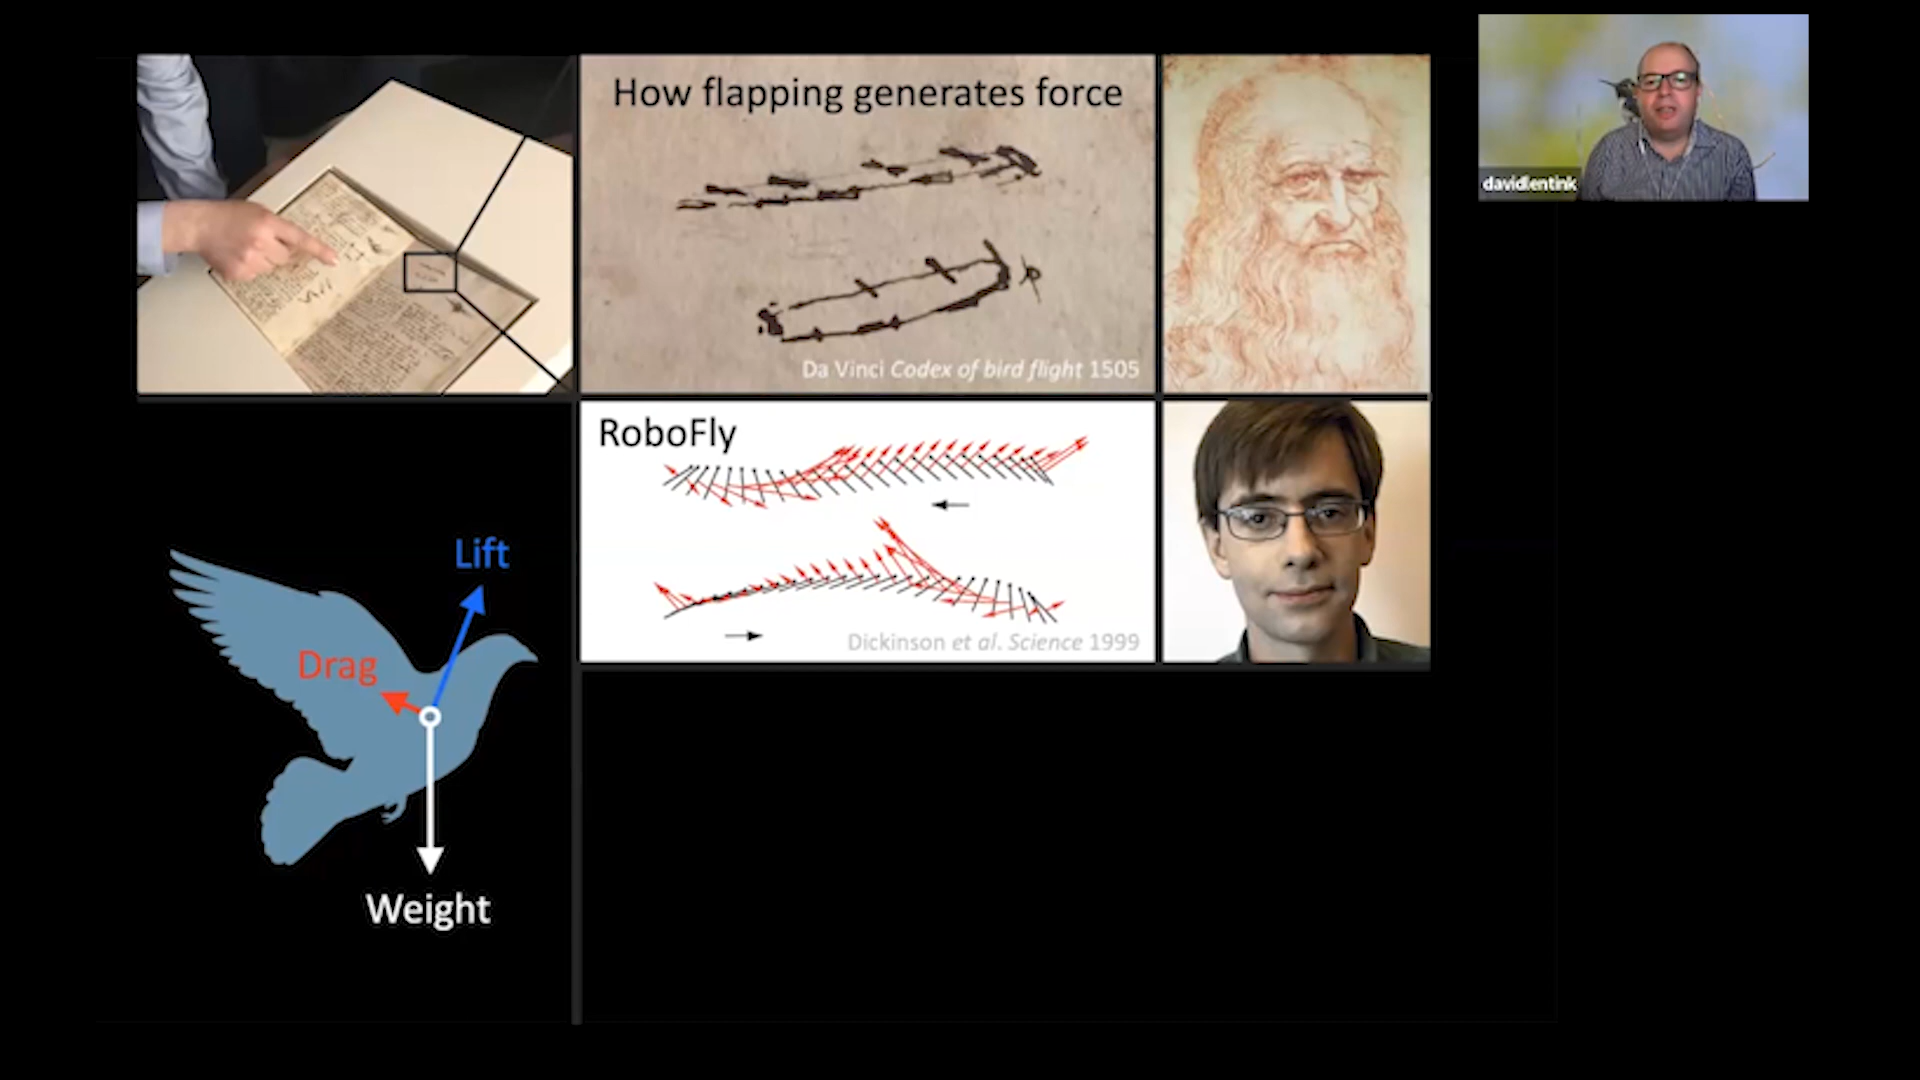 How flapping generates force
Da Vinci Codex of bird flight 1505
davidlentink
RoboFly
Dickinson et al. Science 1999
Lift
Drag
Weight